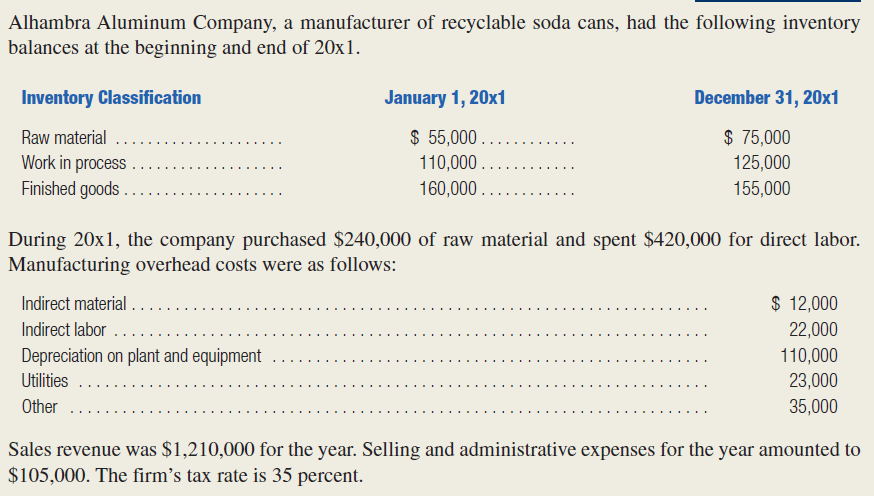 Alhambra Aluminum Company, a manufacturer of recyclable soda cans, had the following inventory
balances at the beginning and end of 20x1.
Inventory Classification January 1, 20x1 December 31, 20x1
Raw material ..................... $ 55,000 ............ $ 75,000
Work in process .................. 110,000 ............ 125,000
Finished goods ................... 160,000 ............ 155,000
During 20x1, the company purchased $240,000 of raw material and spent $420,000 for direct labor.
Manufacturing overhead costs were as follows:
Indirect material .................................................................. $ 12,000
Indirect labor .................................................................... 22,000
Depreciation on plant and equipment .................................................. 110,000
Utilities ........................................................................ 23,000
Other ......................................................................... 35,000
Sales revenue was $1,210,000 for the year. Selling and administrative expenses for the year amounted to
$105,000. The firm’s tax rate is 35 percent.